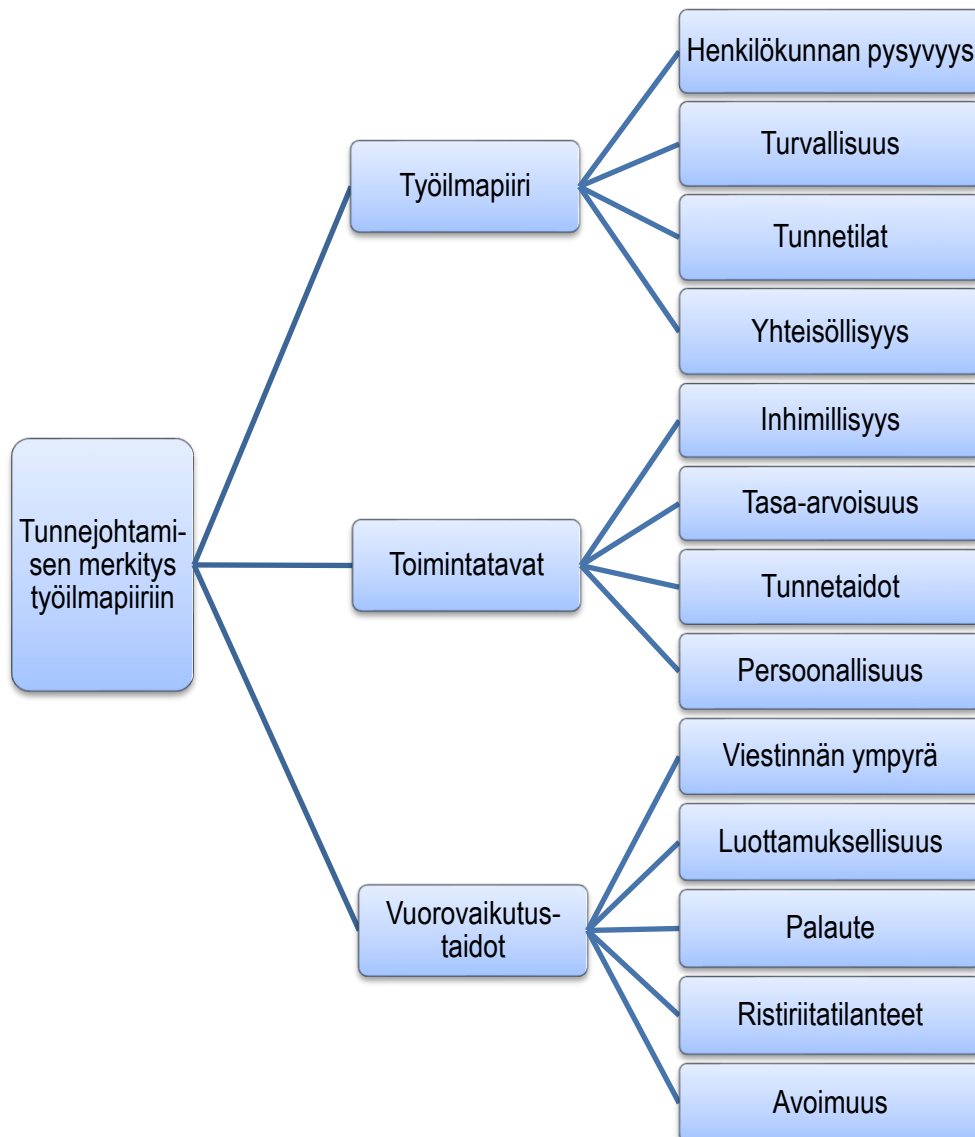 Tunnejohtami-
sen merkitys
työilmapiiriin
Työilmapiiri
Henkilökunnan pysyvyys
Turvallisuus
Tunnetilat
Yhteisöllisyys
Toimintatavat
Inhimillisyys
Tasa-arvoisuus
Tunnetaidot
Persoonallisuus
Vuorovaikutus-
taidot
Viestinnän ympyrä
Luottamuksellisuus
Palaute
Ristiriitatilanteet
Avoimuus